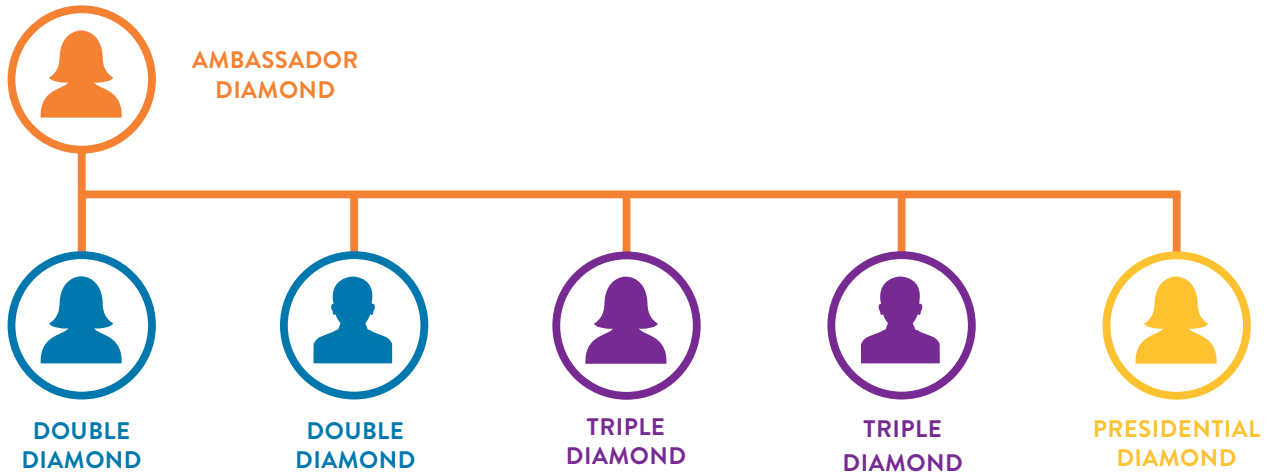 AMBASSADOR
DIAMOND
DOUBLE
DIAMOND
DOUBLE
DIAMOND
TRIPLE
DIAMOND
TRIPLE
DIAMOND
PRESIDENTIAL
DIAMOND